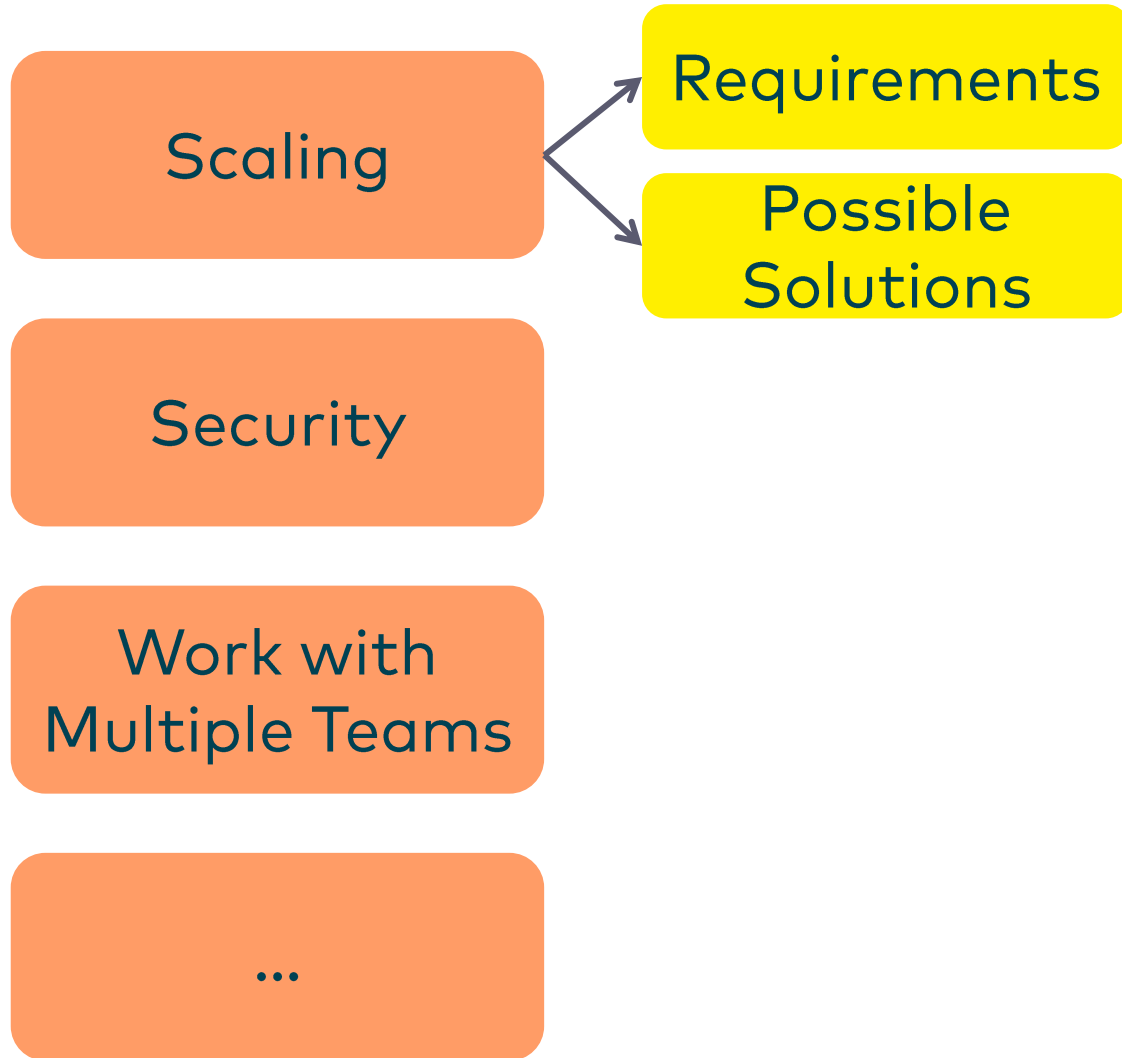 Scaling
Requirements
Possible
Solutions
Security
Work with
Multiple Teams
...